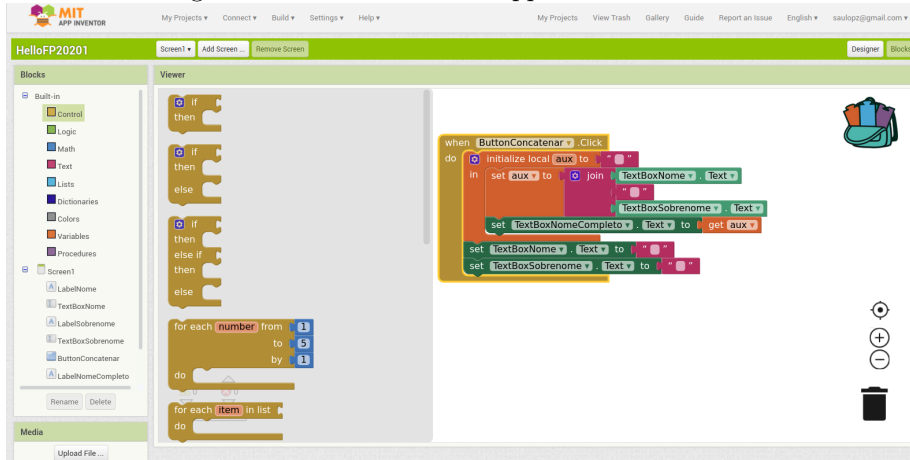 MIT
APP INVENTOR
My Projects ▾ Connect ▾ Build ▾ Settings ▾ Help ▾ My Projects View Trash Gallery Guide Report an Issue English ▾ saulopz@gmail.com ▾
HelloFP20201 Screen1 ▾ Add Screen ... Remove Screen Designer Blocks
Blocks
Built-in
Control
Logic
Math
Text
Lists
Dictionaries
Colors
Variables
Procedures
Screen1
LabelNome
TextBoxNome
LabelSobrenome
TextBoxSobrenome
ButtonConcatenar
LabelNomeCompleto
Rename Delete
Media
Upload File ...
Viewer
if
then
if
then
else
if
then
else if
then
else
for each number from 1
to 5
by 1
do
0 0
for each item in list
do
when ButtonConcatenar ▾ .Click
do initialize local aux to " "
in set aux ▾ to join TextBoxNome ▾ . Text ▾
" "
TextBoxSobrenome ▾ . Text ▾
set TextBoxNomeCompleto ▾ . Text ▾ to get aux ▾
set TextBoxNome ▾ . Text ▾ to " "
set TextBoxSobrenome ▾ . Text ▾ to " "